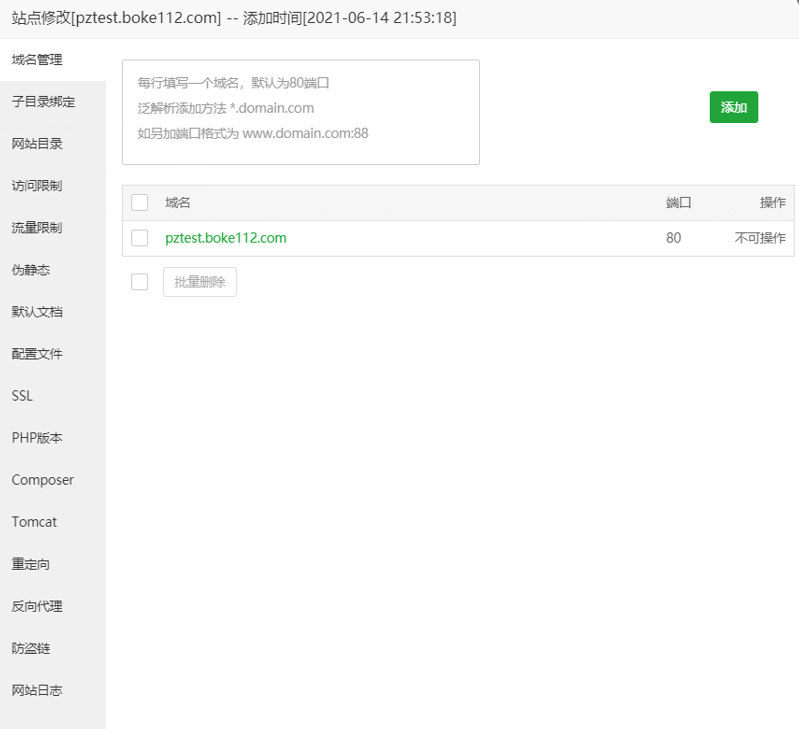 站点修改[pztest.boke112.com] -- 添加时间[2021-06-14 21:53:18]
域名管理
子目录绑定
网站目录
访问限制
流量限制
伪静态
默认文档
配置文件
SSL
PHP版本
Composer
Tomcat
重定向
反向代理
防盗链
网站日志
每行填写一个域名，默认为80端口
泛解析添加方法 *.domain.com
如另加端口格式为 www.domain.com:88
添加
域名 端口 操作
pztest.boke112.com 80 不可操作
批量删除